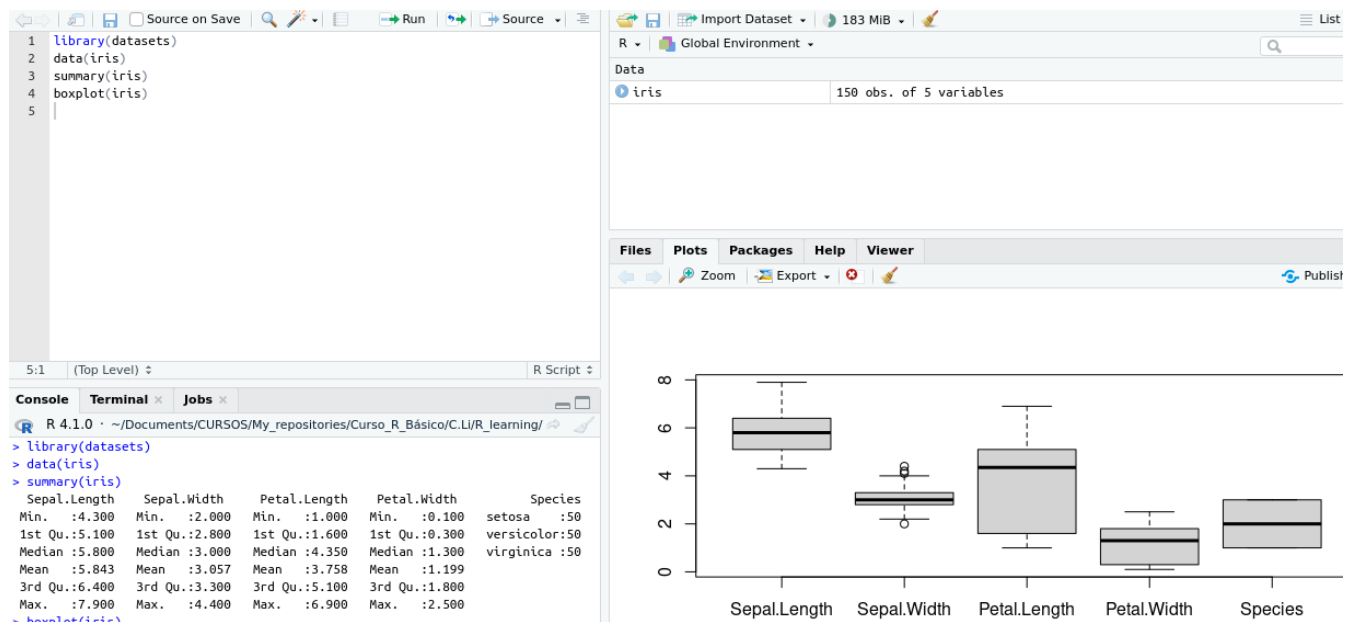 Source on Save Run Source
1 library(datasets)
2 data(iris)
3 summary(iris)
4 boxplot(iris)
5
5:1 (Top Level) R Script
Console Terminal × Jobs ×
R 4.1.0 · ~/Documents/CURSOS/My_repositories/Curso_R_Básico/C.Li/R_learning/
> library(datasets)
> data(iris)
> summary(iris)
Sepal.Length Sepal.Width Petal.Length Petal.Width Species
Min. :4.300 Min. :2.000 Min. :1.000 Min. :0.100 setosa :50
1st Qu.:5.100 1st Qu.:2.800 1st Qu.:1.600 1st Qu.:0.300 versicolor:50
Median :5.800 Median :3.000 Median :4.350 Median :1.300 virginica :50
Mean :5.843 Mean :3.057 Mean :3.758 Mean :1.199
3rd Qu.:6.400 3rd Qu.:3.300 3rd Qu.:5.100 3rd Qu.:1.800
Max. :7.900 Max. :4.400 Max. :6.900 Max. :2.500
> boxplot(iris)
Import Dataset 183 MiB List
R Global Environment
Data
iris 150 obs. of 5 variables
Files Plots Packages Help Viewer
Zoom Export Publish
8
6
4
2
0
Sepal.Length Sepal.Width Petal.Length Petal.Width Species